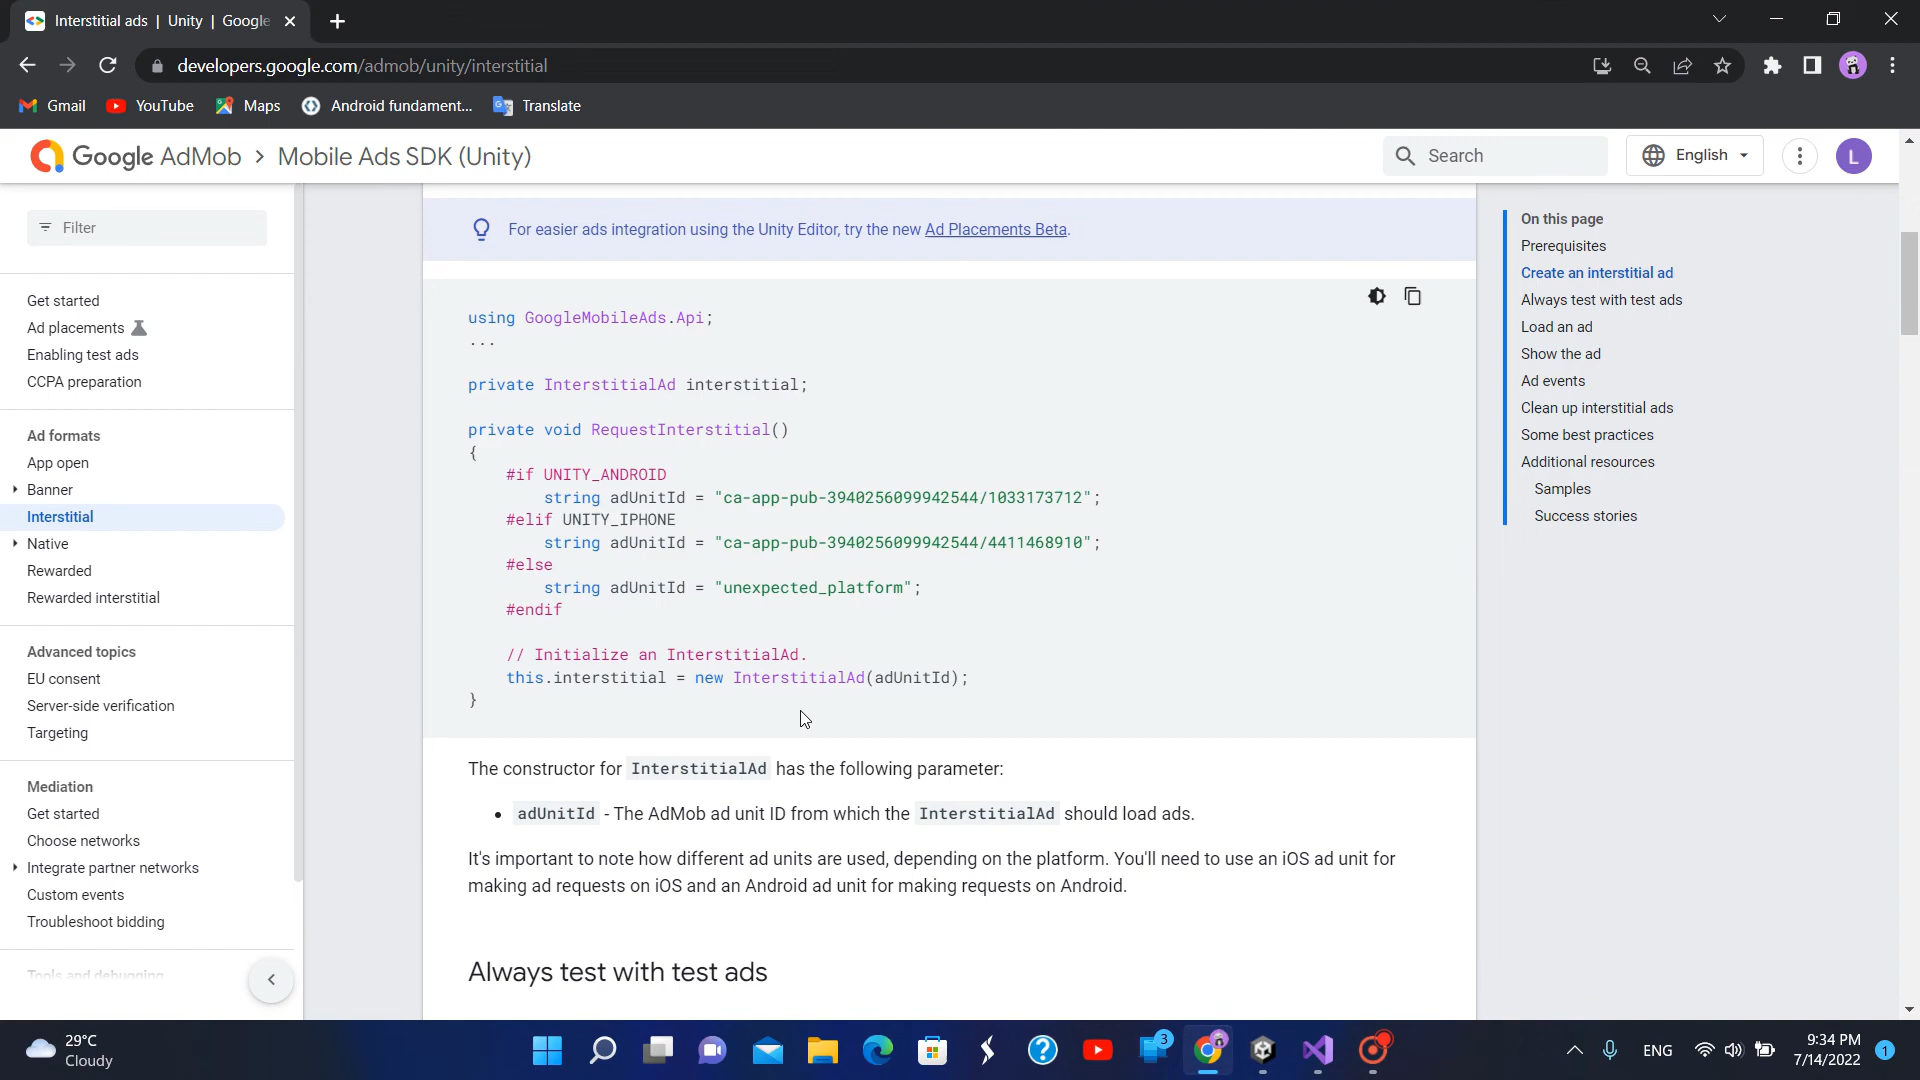 Interstitial ads | Unity | Google
developers.google.com/admob/unity/interstitial
Gmail
YouTube
Maps
Android fundament...
Translate
Google AdMob > Mobile Ads SDK (Unity)
Search
English
L
Filter
Get started
Ad placements
Enabling test ads
CCPA preparation
Ad formats
App open
Banner
Interstitial
Native
Rewarded
Rewarded interstitial
Advanced topics
EU consent
Server-side verification
Targeting
Mediation
Get started
Choose networks
Integrate partner networks
Custom events
Troubleshoot bidding
Tools and debugging
For easier ads integration using the Unity Editor, try the new Ad Placements Beta.
using GoogleMobileAds.Api;
...
private InterstitialAd interstitial;
private void RequestInterstitial()
{
#if UNITY_ANDROID
string adUnitId = "ca-app-pub-3940256099942544/1033173712";
#elif UNITY_IPHONE
string adUnitId = "ca-app-pub-3940256099942544/4411468910";
#else
string adUnitId = "unexpected_platform";
#endif
// Initialize an InterstitialAd.
this.interstitial = new InterstitialAd(adUnitId);
}
The constructor for InterstitialAd has the following parameter:
• adUnitId - The AdMob ad unit ID from which the InterstitialAd should load ads.
It's important to note how different ad units are used, depending on the platform. You'll need to use an iOS ad unit for
making ad requests on iOS and an Android ad unit for making requests on Android.
Always test with test ads
On this page
Prerequisites
Create an interstitial ad
Always test with test ads
Load an ad
Show the ad
Ad events
Clean up interstitial ads
Some best practices
Additional resources
Samples
Success stories
29°C
Cloudy
3
ENG
9:34 PM
7/14/2022
1